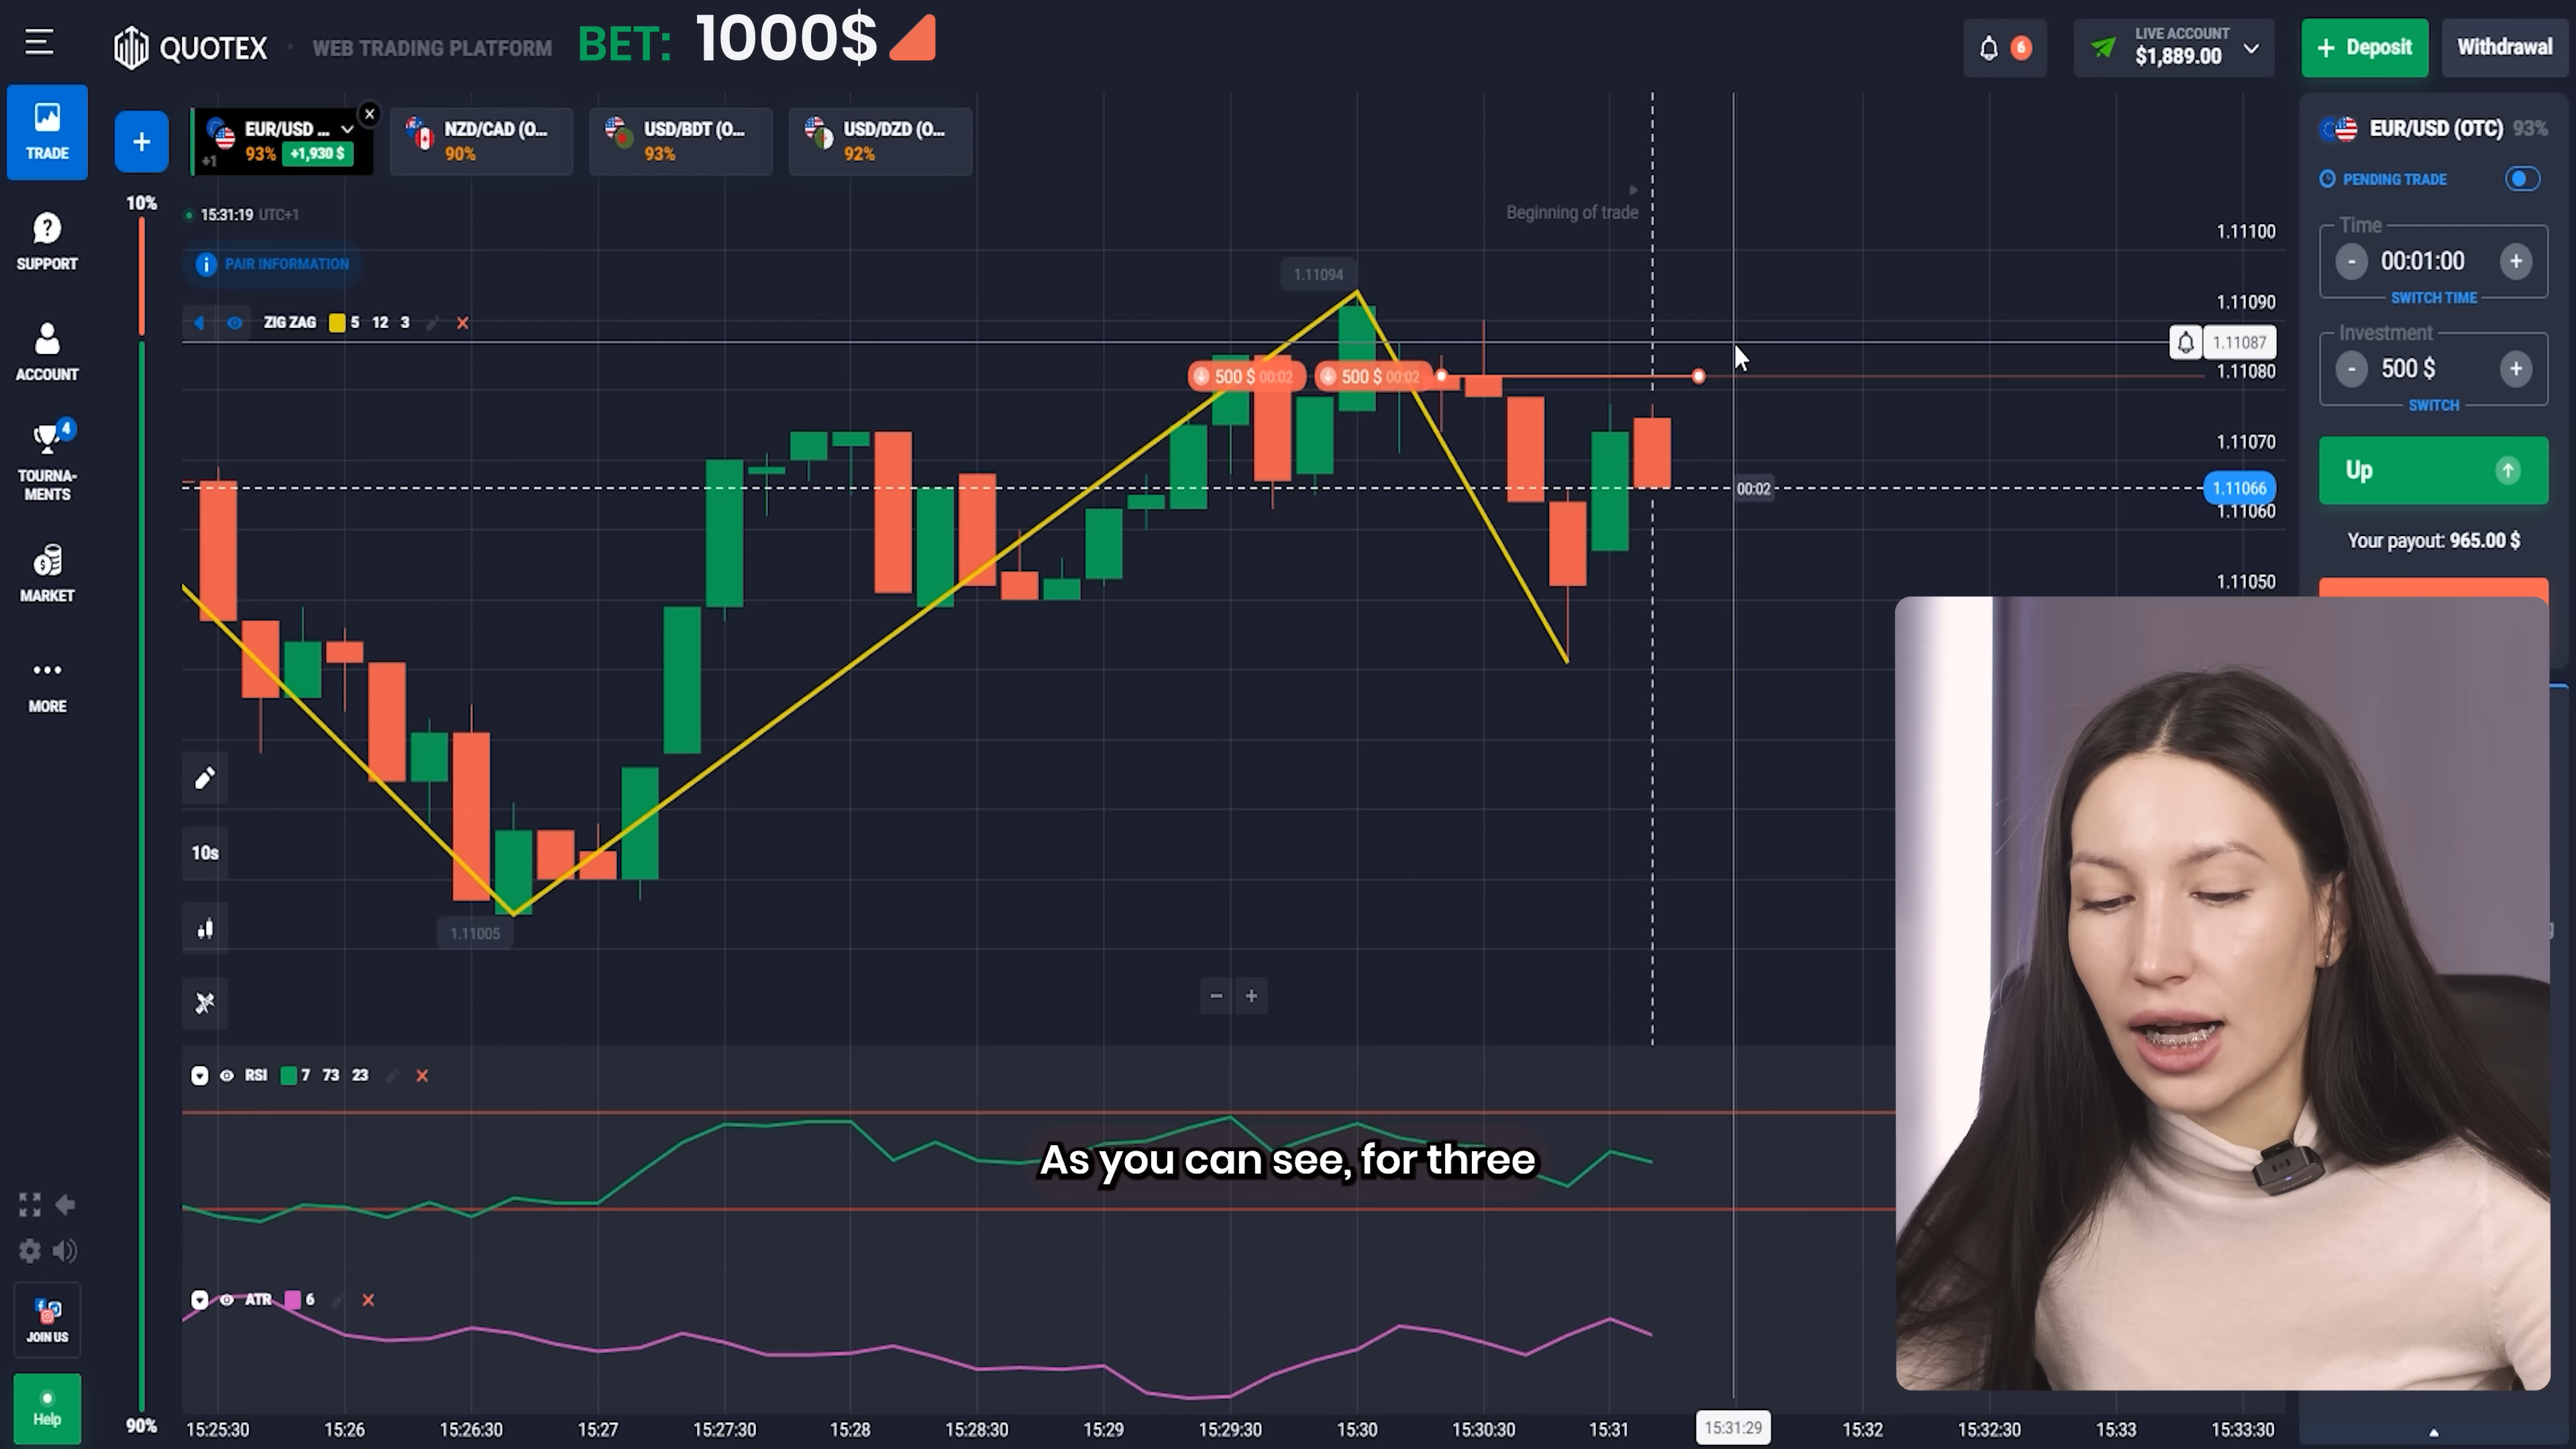 QUOTEX
WEB TRADING PLATFORM
BET: 1000$
6
LIVE ACCOUNT
$1,889.00
+ Deposit
Withdrawal
TRADE
SUPPORT
ACCOUNT
4
TOURNA-
MENTS
MARKET
MORE
JOIN US
Help
+
EUR/USD ...
+1
93%
+1,930 $
NZD/CAD (O...
90%
USD/BDT (O...
93%
USD/DZD (O...
92%
10%
90%
15:31:19 UTC+1
PAIR INFORMATION
ZIG ZAG 5 12 3
Beginning of trade
1.11094
500 $ 00:02
500 $ 00:02
00:02
1.11005
10s
1.11100
1.11090
1.11087
1.11080
1.11070
1.11066
1.11060
1.11050
EUR/USD (OTC) 93%
PENDING TRADE
Time
- 00:01:00 +
SWITCH TIME
Investment
- 500 $ +
SWITCH
Up
Your payout: 965.00 $
- +
RSI 7 73 23
As you can see, for three
ATR 6
15:25:30
15:26
15:26:30
15:27
15:27:30
15:28
15:28:30
15:29
15:29:30
15:30
15:30:30
15:31
15:31:29
15:32
15:32:30
15:33
15:33:30